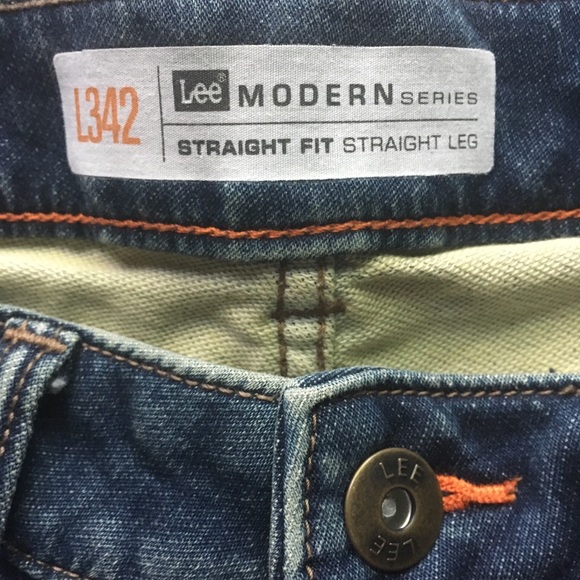 L342
Lee® MODERN SERIES
STRAIGHT FIT STRAIGHT LEG
LEE
LEE